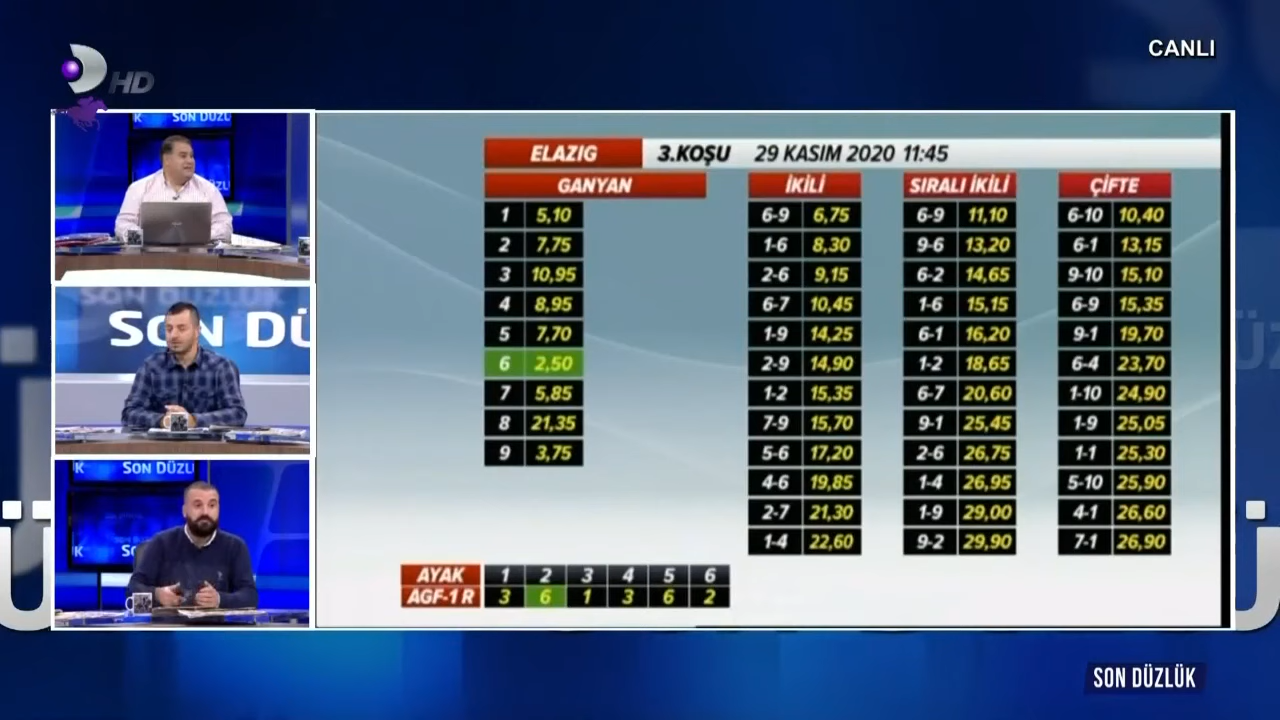 CANLI
HD
K SON DÜZL
SON DÜZLÜK
SON DÜ
K SON DÜZLÜ
ELAZIG 3.KOŞU 29 KASIM 2020 11:45
GANYAN İKİLİ SIRALI İKİLİ ÇİFTE
1 5,10 6-9 6,75 6-9 11,10 6-10 10,40
2 7,75 1-6 8,30 9-6 13,20 6-1 13,15
3 10,95 2-6 9,15 6-2 14,65 9-10 15,10
4 8,95 6-7 10,45 1-6 15,15 6-9 15,35
5 7,70 1-9 14,25 6-1 16,20 9-1 19,70
6 2,50 2-9 14,90 1-2 18,65 6-4 23,70
7 5,85 1-2 15,35 6-7 20,60 1-10 24,90
8 21,35 7-9 15,70 9-1 25,45 1-9 25,05
9 3,75 5-6 17,20 2-6 26,75 1-1 25,30
4-6 19,85 1-4 26,95 5-10 25,90
2-7 21,30 1-9 29,00 4-1 26,60
1-4 22,60 9-2 29,90 7-1 26,90
AYAK 1 2 3 4 5 6
AGF-1 R 3 6 1 3 6 2
SON DÜZLÜK